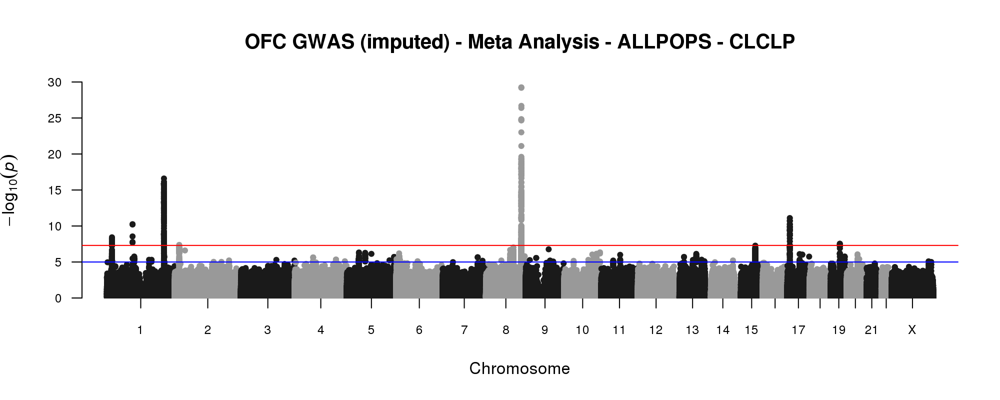 OFC GWAS (imputed) - Meta Analysis - ALLPOPS - CLCLP
30
25
20
15
10
5
0
−log10(p)
1 2 3 4 5 6 7 8 9 10 11 12 13 14 15 17 19 21 X
Chromosome